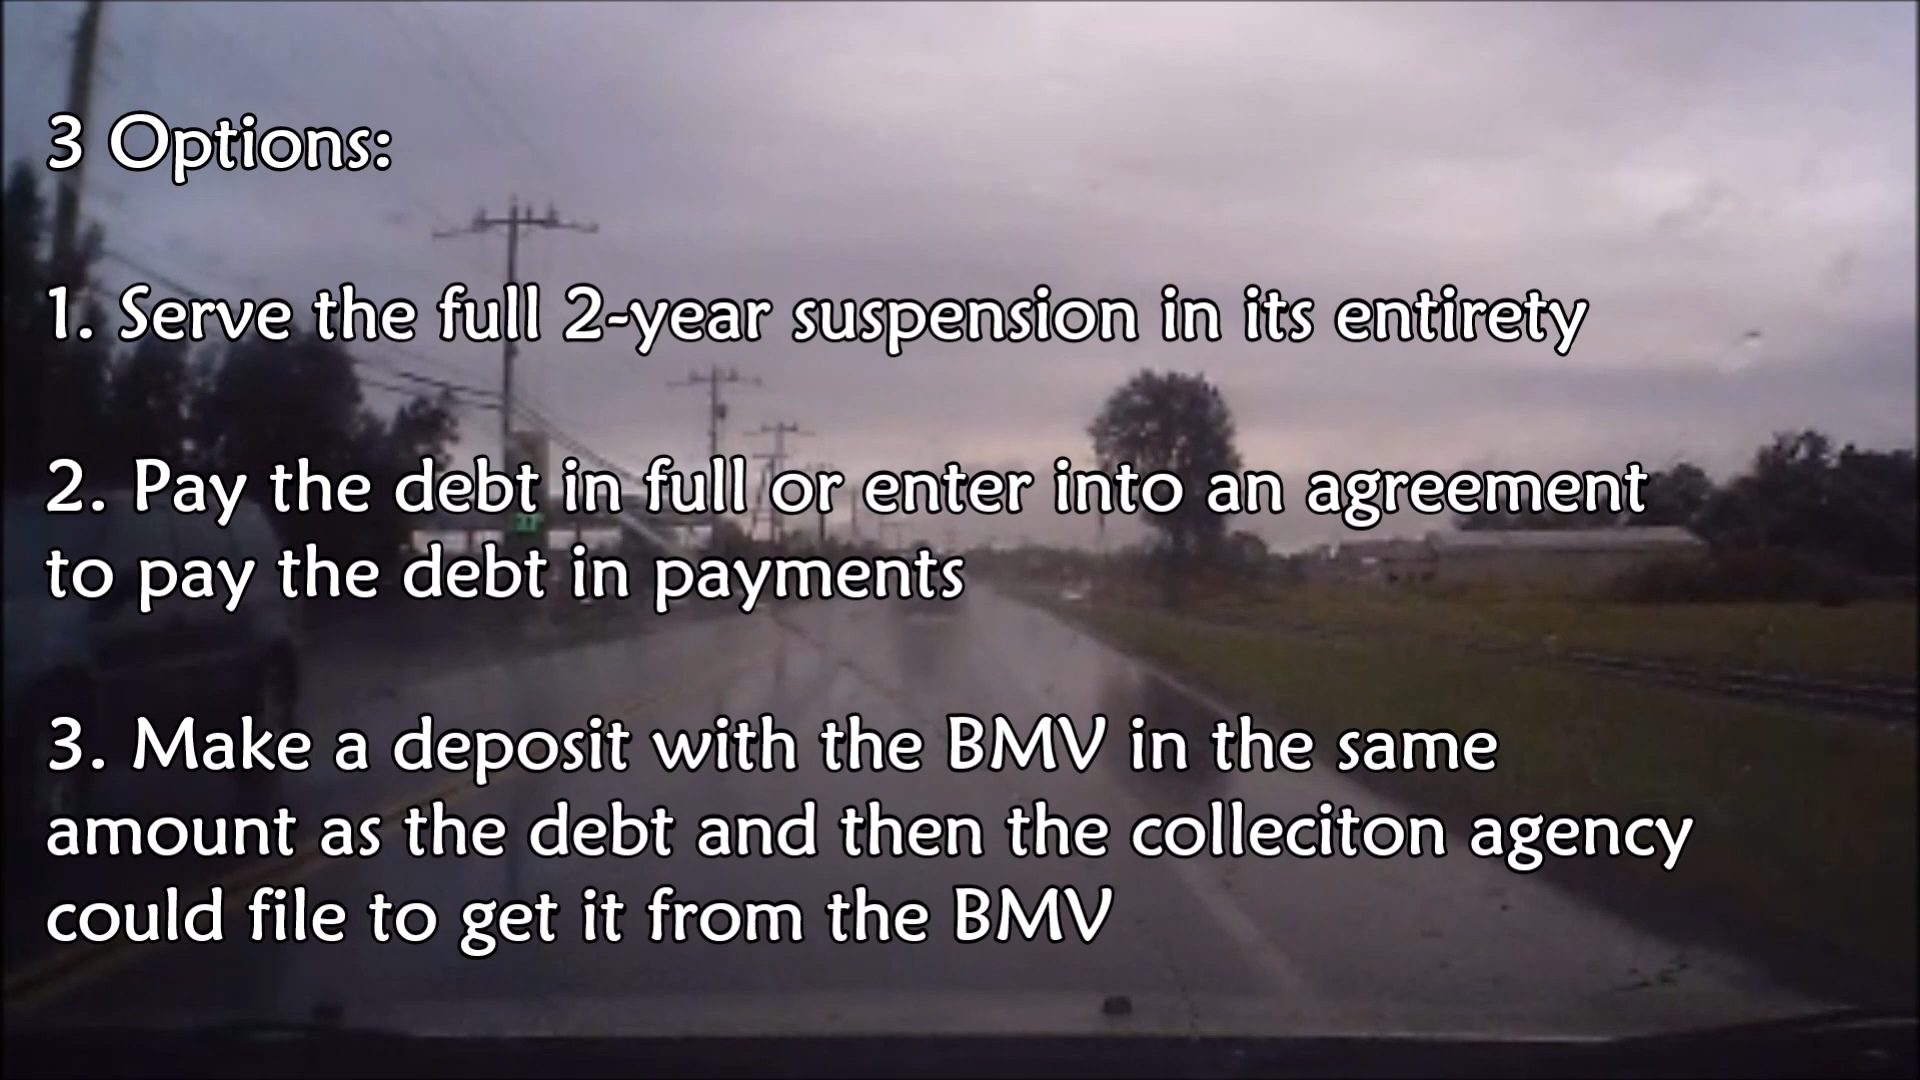 3 Options:
1. Serve the full 2-year suspension in its entirety
2. Pay the debt in full or enter into an agreement
to pay the debt in payments
3. Make a deposit with the BMV in the same
amount as the debt and then the colleciton agency
could file to get it from the BMV